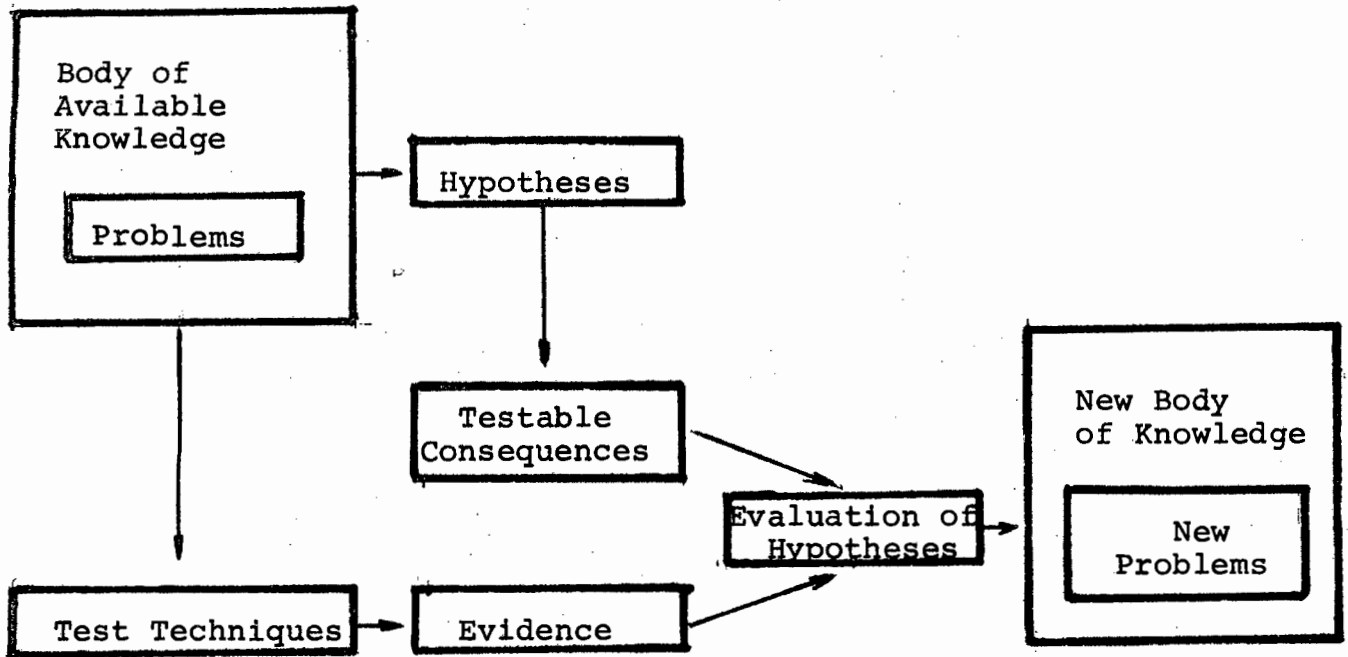 Body of
Available
Knowledge
Problems
Hypotheses
Testable
Consequences
Test Techniques
Evidence
Evaluation of
Hypotheses
New Body
of Knowledge
New
Problems